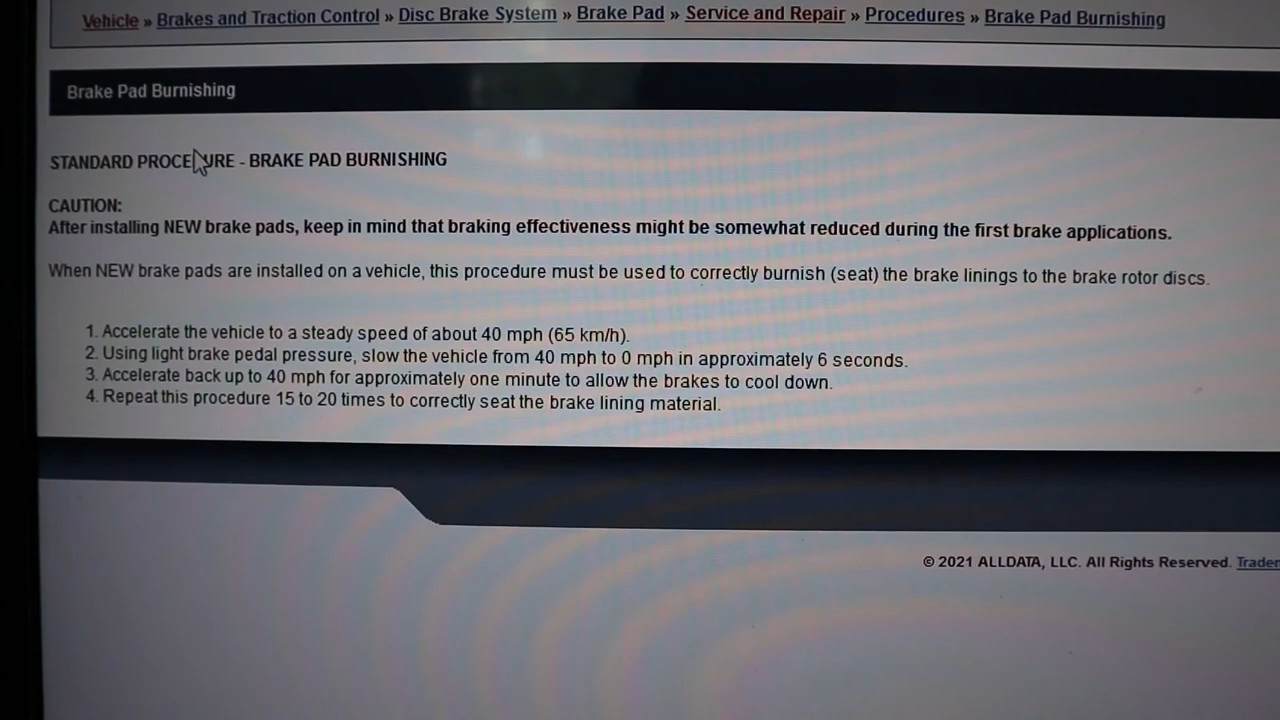 Vehicle » Brakes and Traction Control » Disc Brake System » Brake Pad » Service and Repair » Procedures » Brake Pad Burnishing
Brake Pad Burnishing
STANDARD PROCEDURE - BRAKE PAD BURNISHING
CAUTION:
After installing NEW brake pads, keep in mind that braking effectiveness might be somewhat reduced during the first brake applications.
When NEW brake pads are installed on a vehicle, this procedure must be used to correctly burnish (seat) the brake linings to the brake rotor discs.
1. Accelerate the vehicle to a steady speed of about 40 mph (65 km/h).
2. Using light brake pedal pressure, slow the vehicle from 40 mph to 0 mph in approximately 6 seconds.
3. Accelerate back up to 40 mph for approximately one minute to allow the brakes to cool down.
4. Repeat this procedure 15 to 20 times to correctly seat the brake lining material.
© 2021 ALLDATA, LLC. All Rights Reserved.